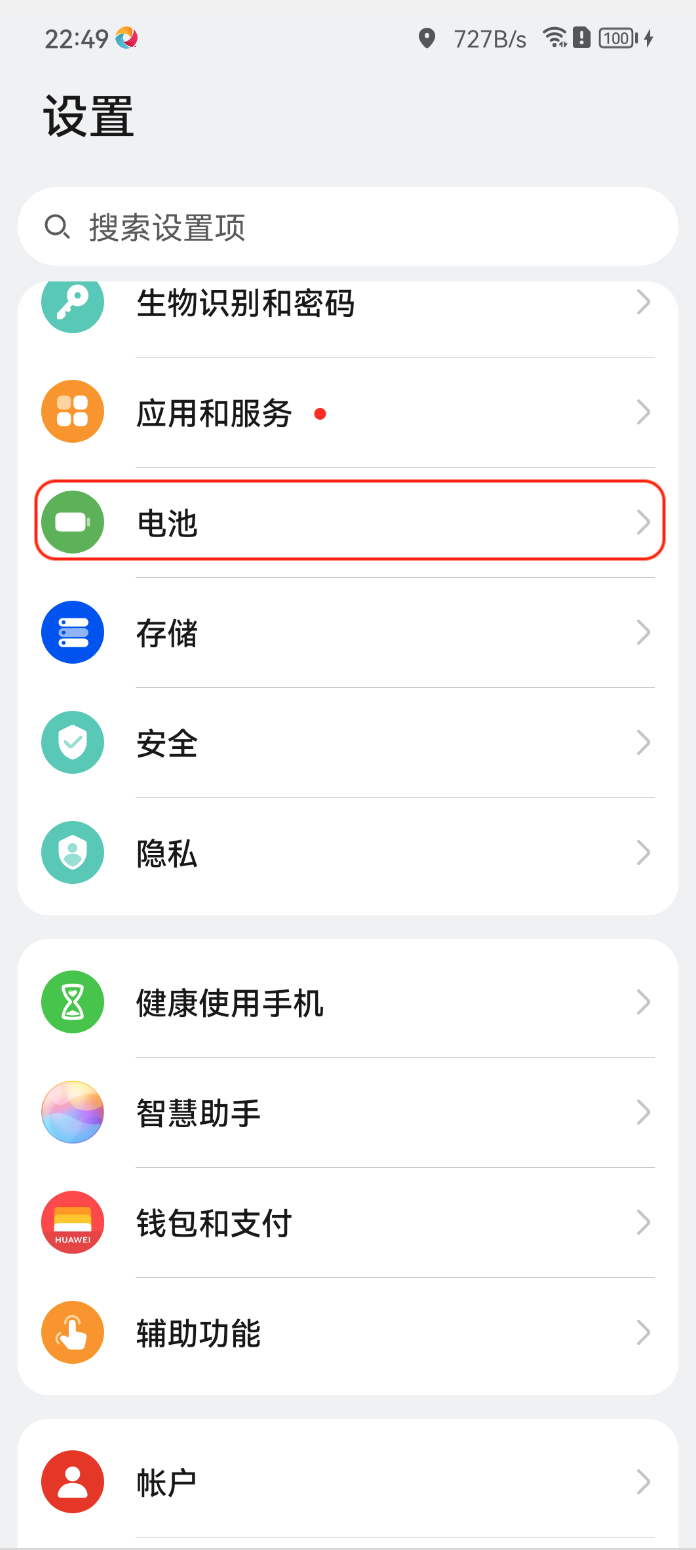 22:49 727B/s 100
设置
搜索设置项
生物识别和密码
应用和服务
电池
存储
安全
隐私
健康使用手机
智慧助手
钱包和支付
HUAWEI
辅助功能
帐户